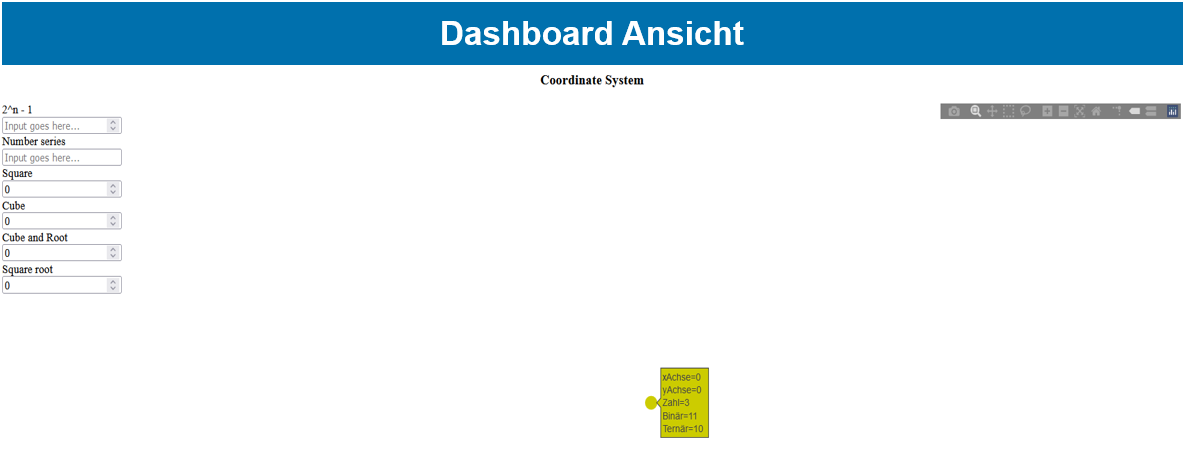 Dashboard Ansicht
Coordinate System
2^n - 1
Input goes here...
Number series
Input goes here...
Square
0
Cube
0
Cube and Root
0
Square root
0
xAchse=0
yAchse=0
Zahl=3
Binär=11
Ternär=10